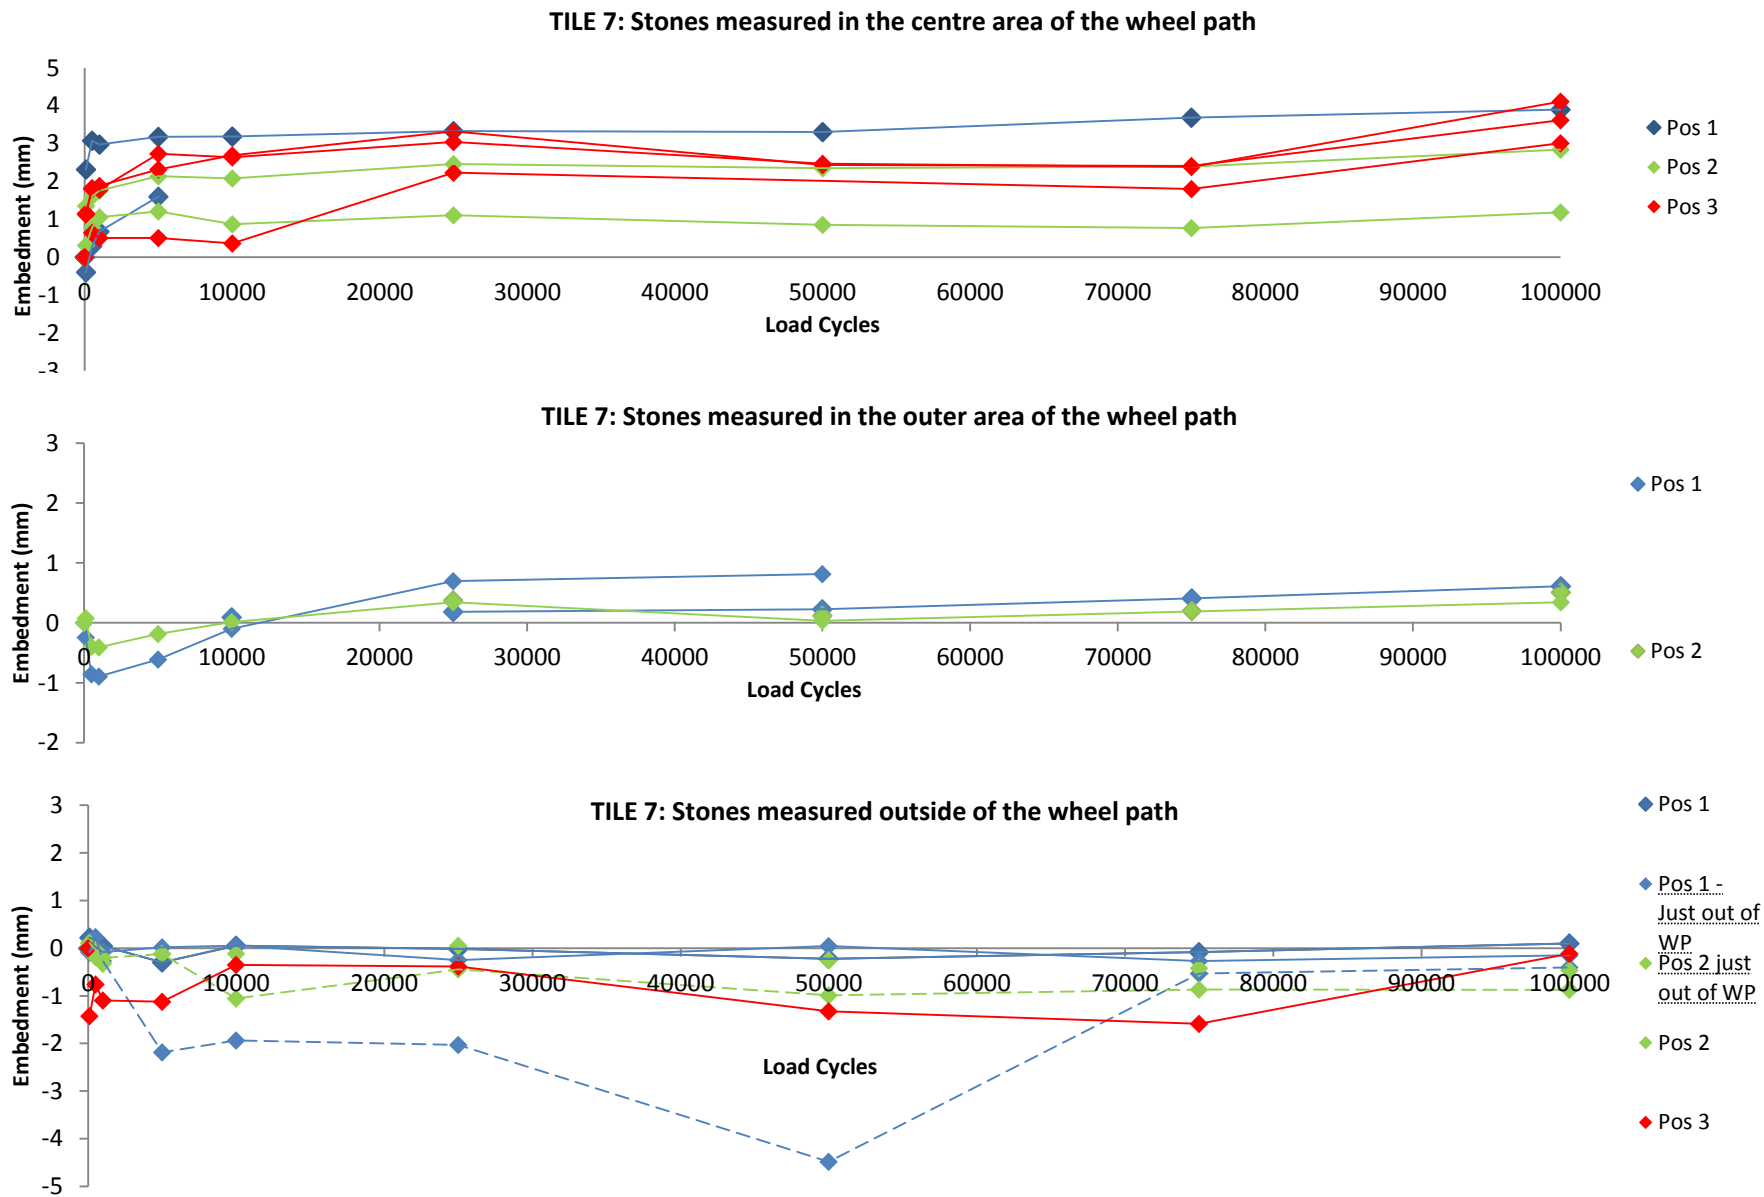 TILE 7: Stones measured in the centre area of the wheel path
5
4
3
2
1
0
-1
-2
-3
Embedment (mm)
0 10000 20000 30000 40000 50000 60000 70000 80000 90000 100000
Load Cycles
Pos 1
Pos 2
Pos 3
TILE 7: Stones measured in the outer area of the wheel path
3
2
1
0
-1
-2
Embedment (mm)
0 10000 20000 30000 40000 50000 60000 70000 80000 90000 100000
Load Cycles
Pos 1
Pos 2
TILE 7: Stones measured outside of the wheel path
3
2
1
0
-1
-2
-3
-4
-5
Embedment (mm)
0 10000 20000 30000 40000 50000 60000 70000 80000 90000 100000
Load Cycles
Pos 1
Pos 1 -
Just out of
WP
Pos 2 just
out of WP
Pos 2
Pos 3